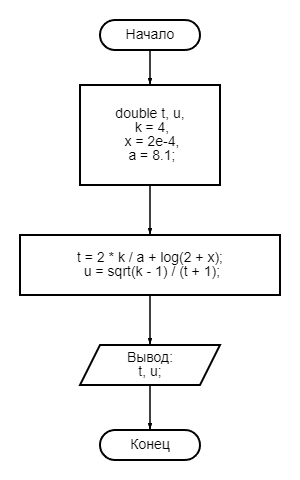 Начало
double t, u,
k = 4,
x = 2e-4,
a = 8.1;
t = 2 * k / a + log(2 + x);
u = sqrt(k - 1) / (t + 1);
Вывод:
t, u;
Конец